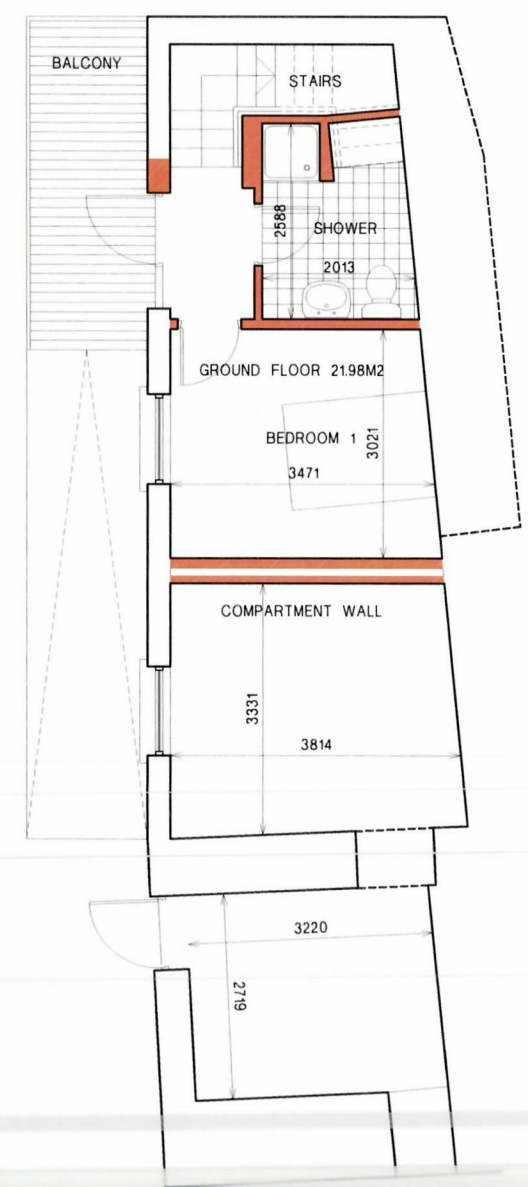 BALCONY
STAIRS
2588
SHOWER
2013
GROUND FLOOR 21.98M2
BEDROOM 1
3021
3471
COMPARTMENT WALL
3331
3814
3220
2719